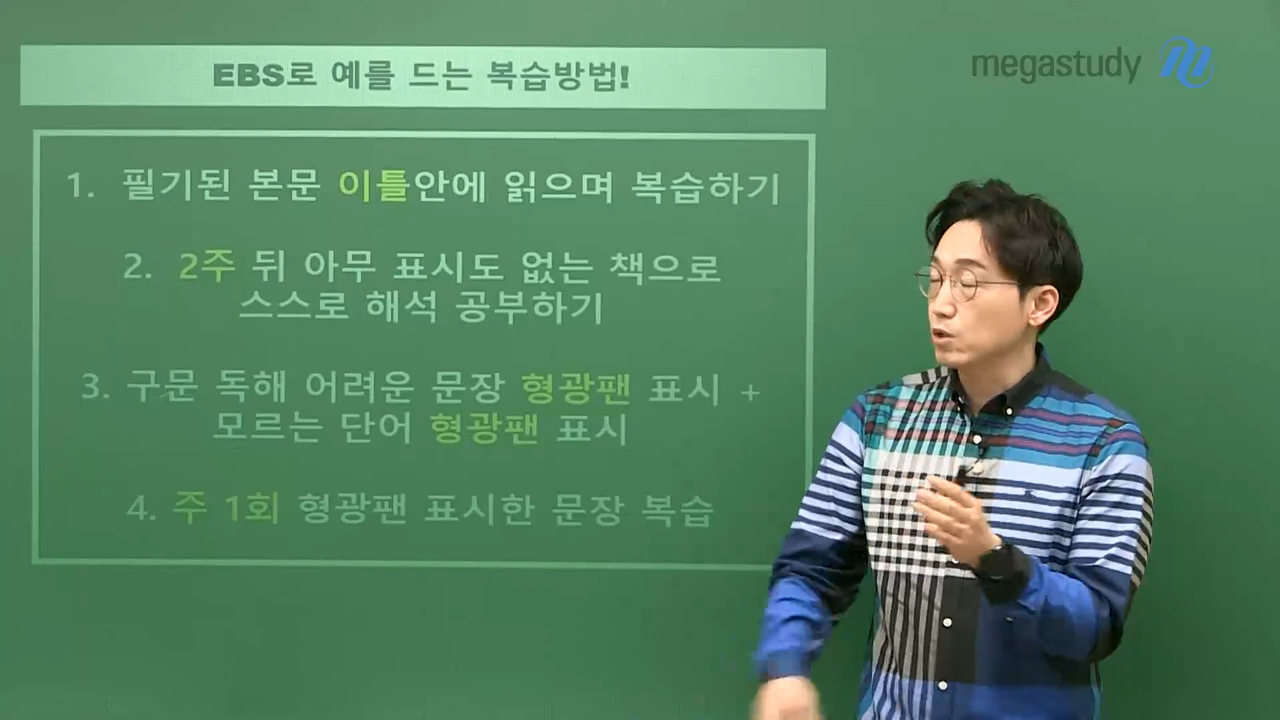 EBS로 예를 드는 복습방법!
megastudy
1. 필기된 본문 이틀안에 읽으며 복습하기
2. 2주 뒤 아무 표시도 없는 책으로
스스로 해석 공부하기
3. 구문 독해 어려운 문장 형광팬 표시 +
모르는 단어 형광팬 표시
4. 주 1회 형광팬 표시한 문장 복습